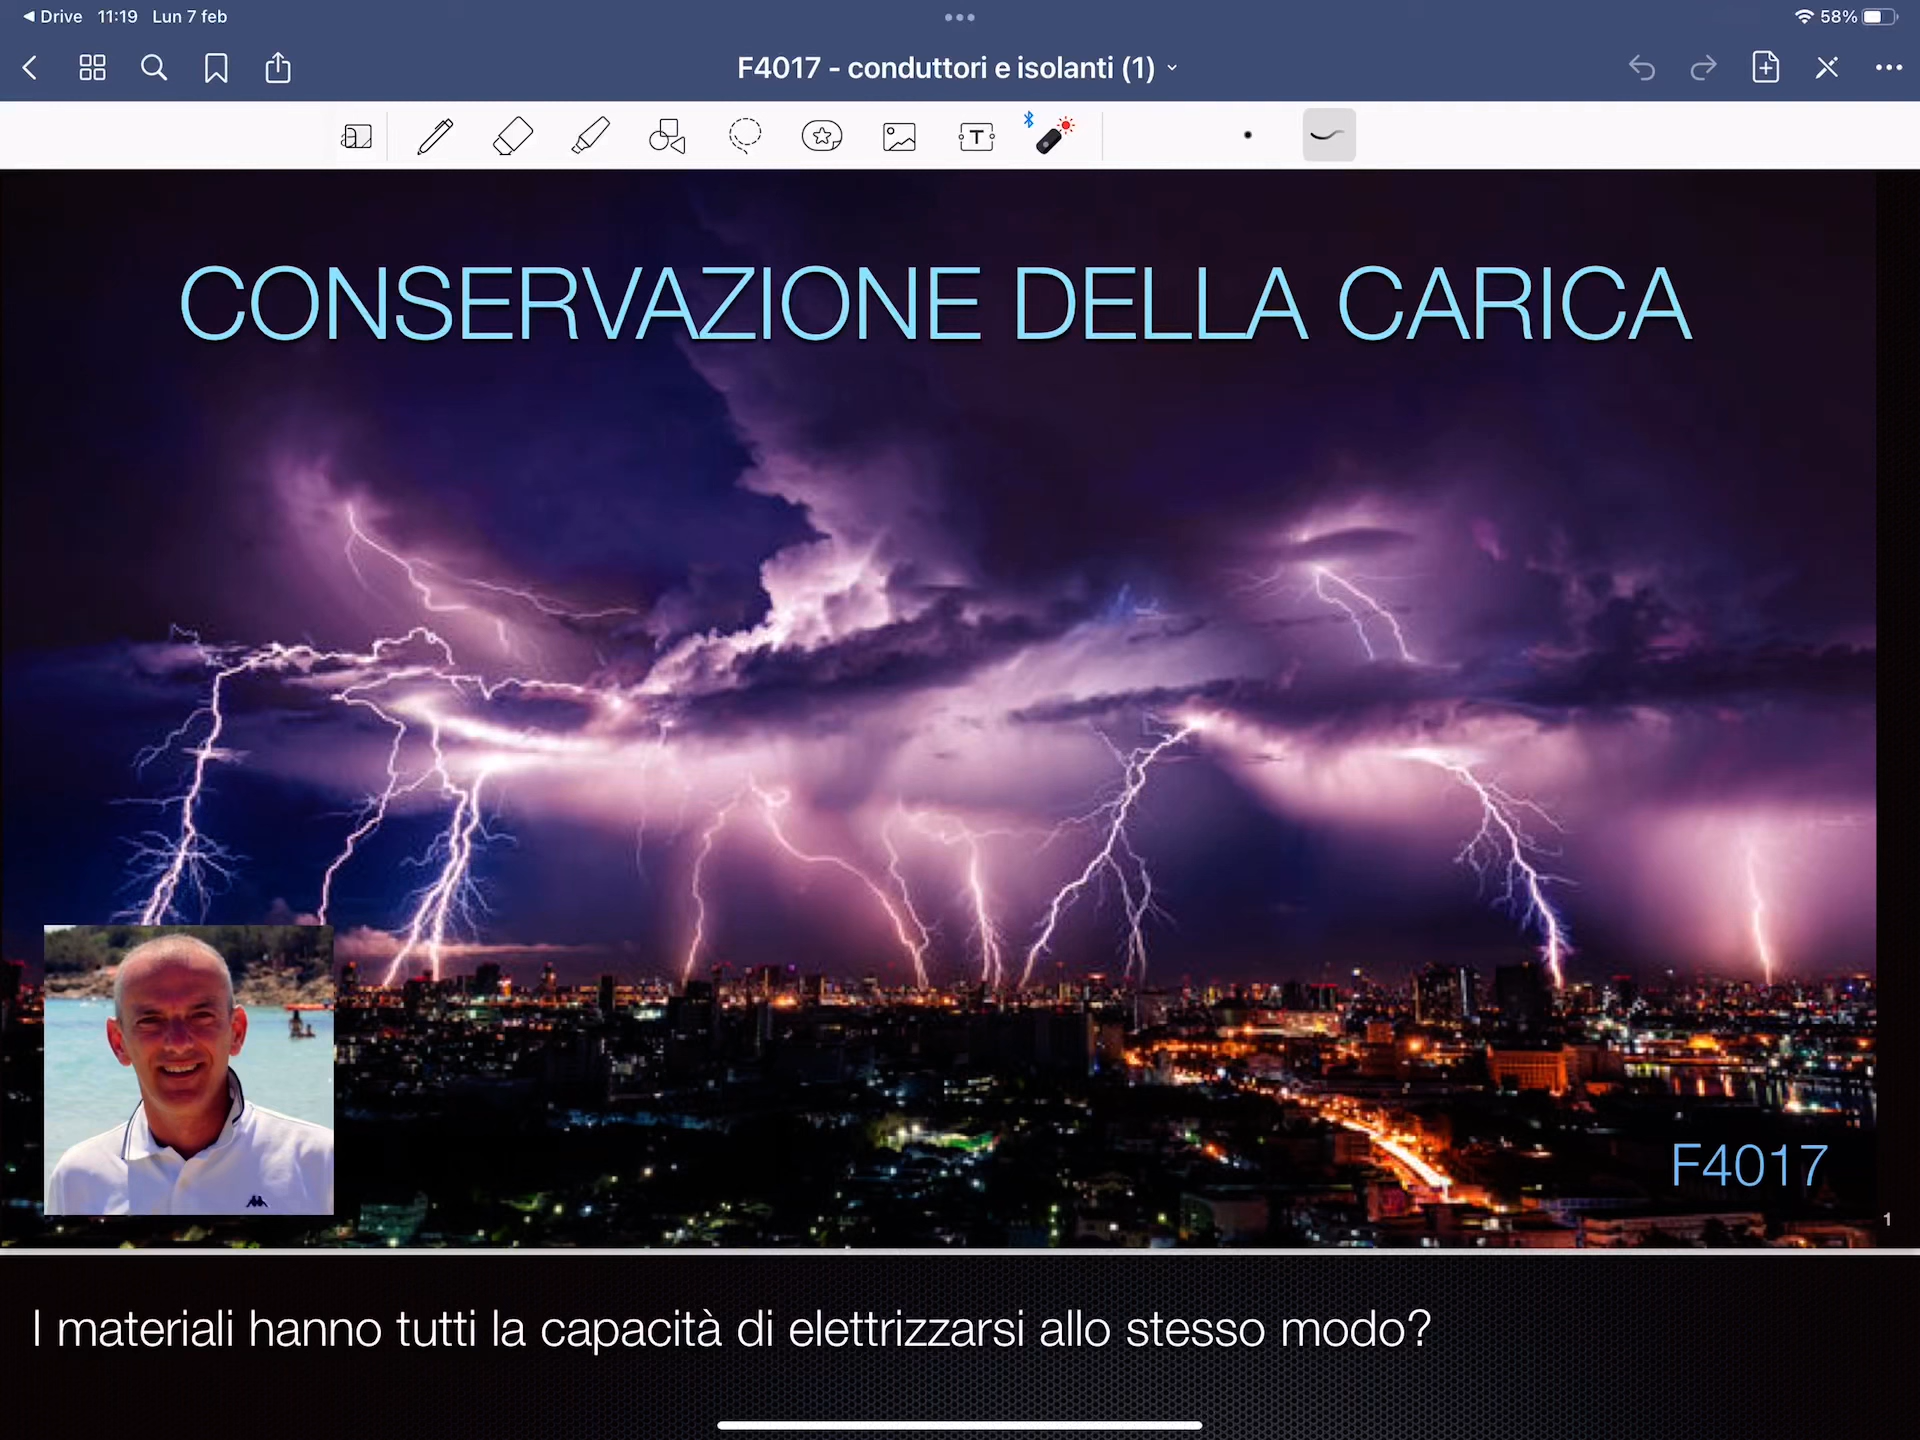 Drive 11:19 Lun 7 feb
58%
F4017 - conduttori e isolanti (1)
CONSERVAZIONE DELLA CARICA
F4017
1
I materiali hanno tutti la capacità di elettrizzarsi allo stesso modo?